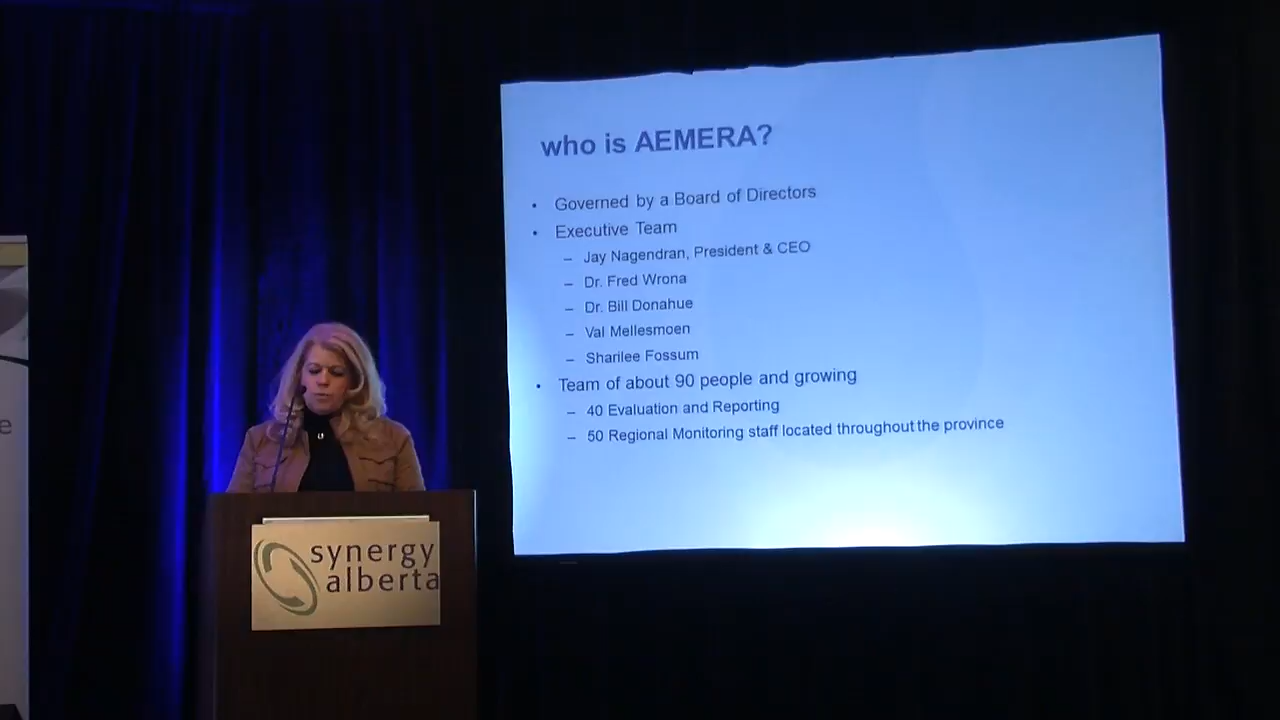 who is AEMERA?
• Governed by a Board of Directors
• Executive Team
– Jay Nagendran, President & CEO
– Dr. Fred Wrona
– Dr. Bill Donahue
– Val Mellesmoen
– Sharilee Fossum
• Team of about 90 people and growing
– 40 Evaluation and Reporting
– 50 Regional Monitoring staff located throughout the province
synergy
alberta
e